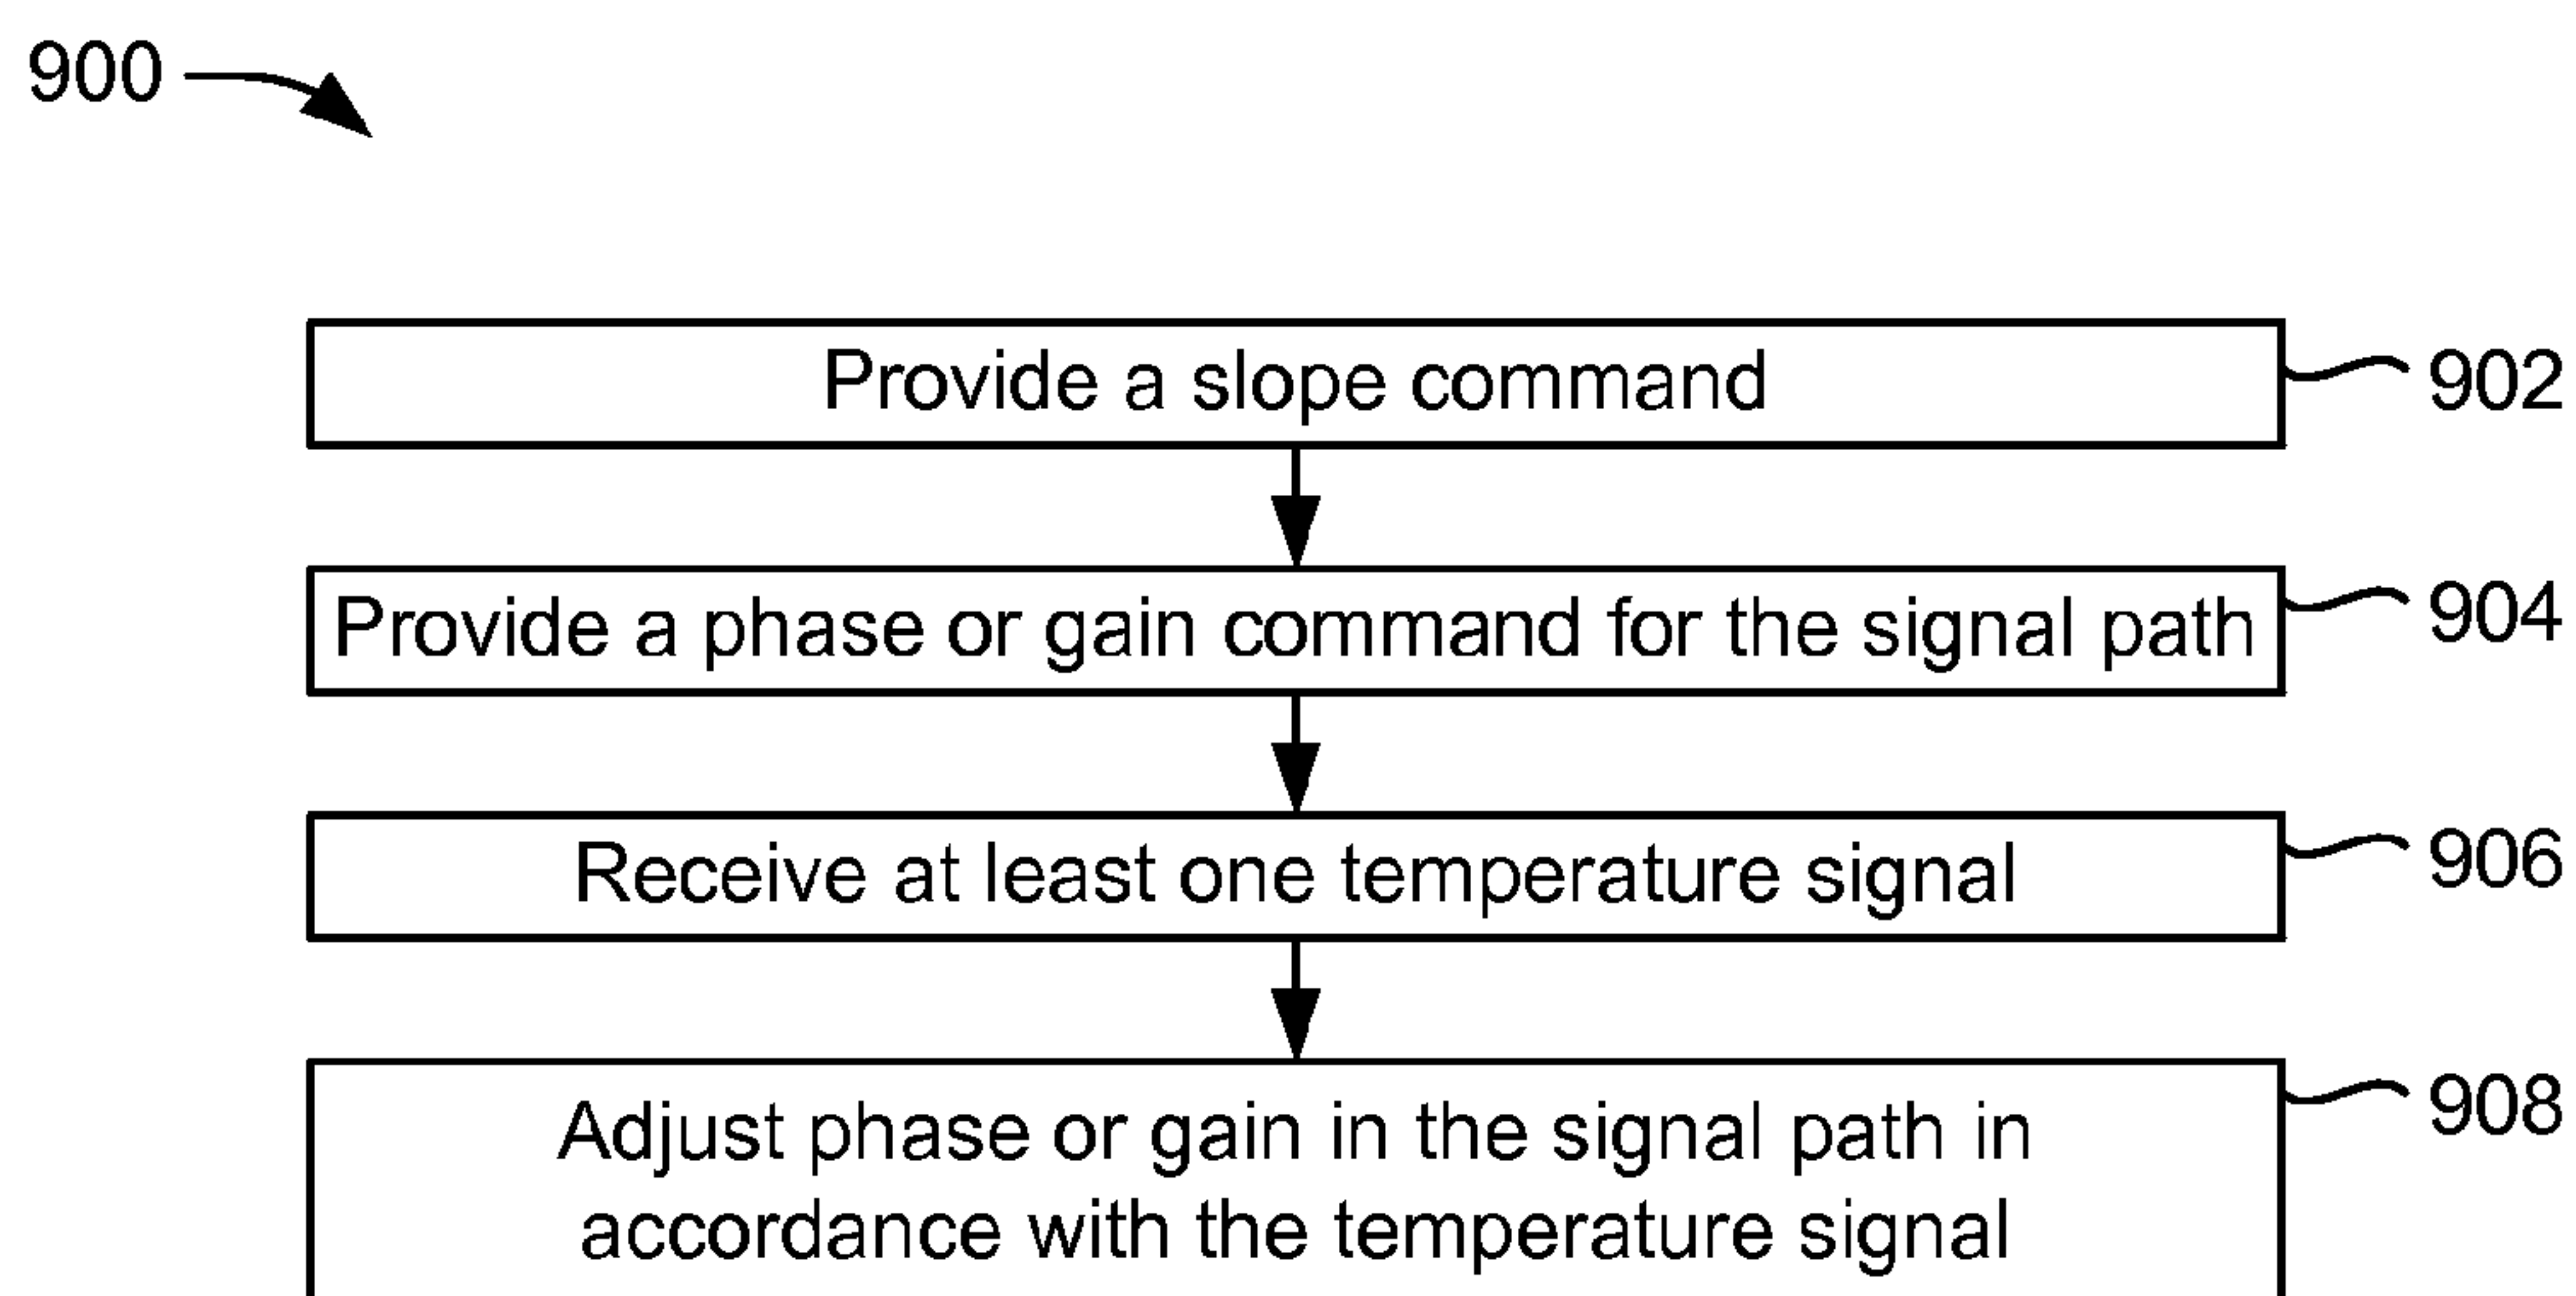 900
Provide a slope command
902
Provide a phase or gain command for the signal path
904
Receive at least one temperature signal
906
Adjust phase or gain in the signal path in
accordance with the temperature signal
908